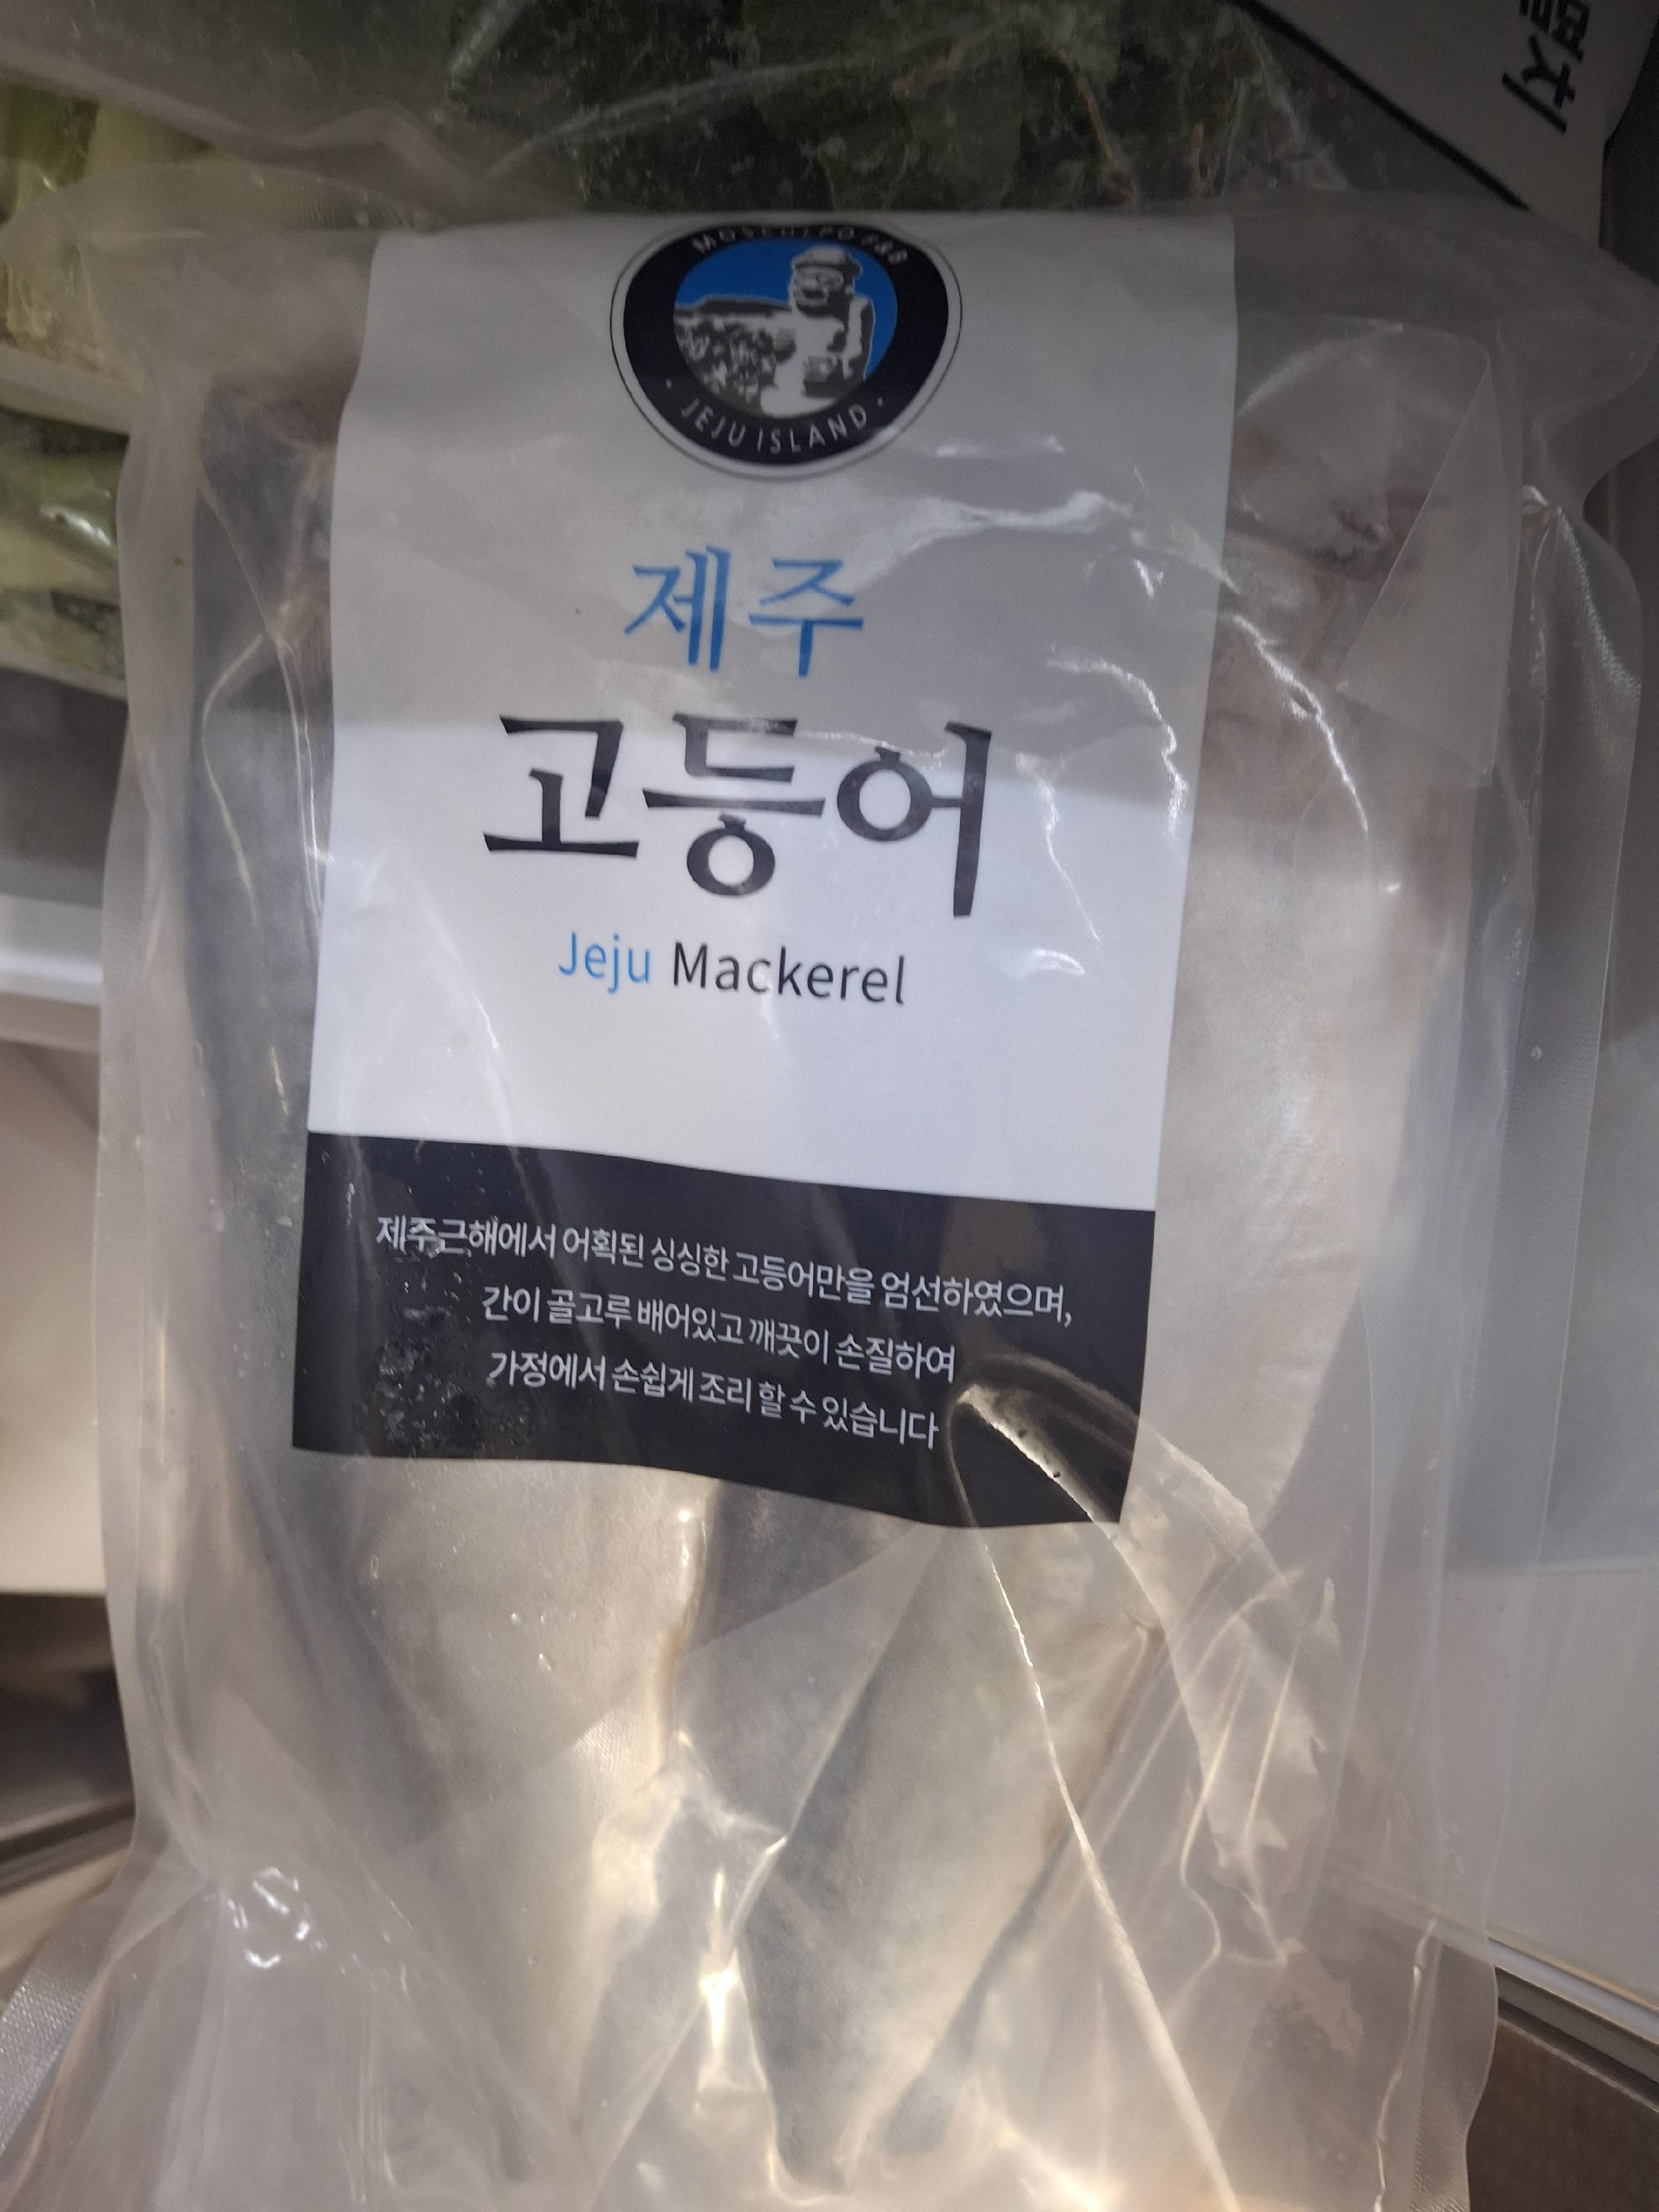 MOSEULPO F&B
· JEJU ISLAND ·
제주
고등어
Jeju Mackerel
제주근해에서 어획된 싱싱한 고등어만을 엄선하였으며,
간이 골고루 배어있고 깨끗이 손질하여
가정에서 손쉽게 조리 할 수 있습니다